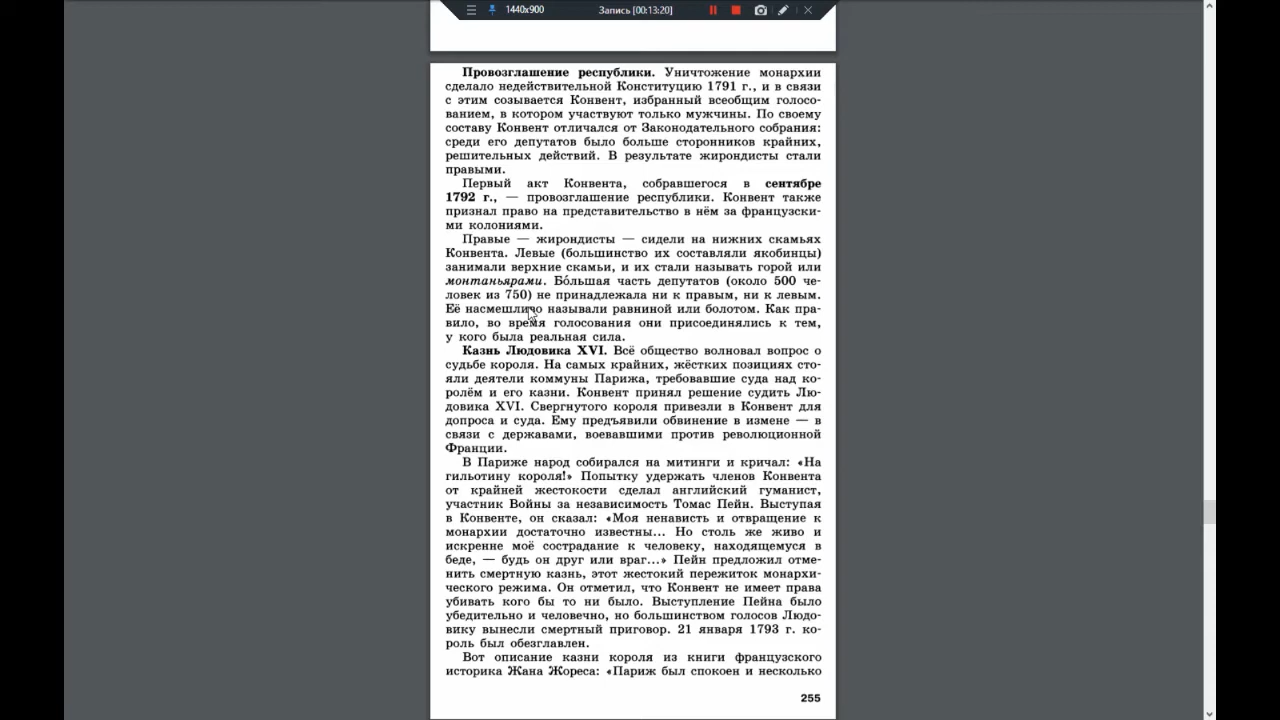 1440x900 Запись [00:13:20]
Провозглашение республики. Уничтожение монархии
сделало недействительной Конституцию 1791 г., и в связи
с этим созывается Конвент, избранный всеобщим голосо-
ванием, в котором участвуют только мужчины. По своему
составу Конвент отличался от Законодательного собрания:
среди его депутатов было больше сторонников крайних,
решительных действий. В результате жирондисты стали
правыми.
Первый акт Конвента, собравшегося в сентябре
1792 г., — провозглашение республики. Конвент также
признал право на представительство в нём за французски-
ми колониями.
Правые — жирондисты — сидели на нижних скамьях
Конвента. Левые (большинство их составляли якобинцы)
занимали верхние скамьи, и их стали называть горой или
монтаньярами. Бо́льшая часть депутатов (около 500 че-
ловек из 750) не принадлежала ни к правым, ни к левым.
Её насмешливо называли равниной или болотом. Как пра-
вило, во время голосования они присоединялись к тем,
у кого была реальная сила.
Казнь Людовика XVI. Всё общество волновал вопрос о
судьбе короля. На самых крайних, жёстких позициях сто-
яли деятели коммуны Парижа, требовавшие суда над ко-
ролём и его казни. Конвент принял решение судить Лю-
довика XVI. Свергнутого короля привезли в Конвент для
допроса и суда. Ему предъявили обвинение в измене — в
связи с державами, воевавшими против революционной
Франции.
В Париже народ собирался на митинги и кричал: «На
гильотину короля!» Попытку удержать членов Конвента
от крайней жестокости сделал английский гуманист,
участник Войны за независимость Томас Пейн. Выступая
в Конвенте, он сказал: «Моя ненависть и отвращение к
монархии достаточно известны... Но столь же живо и
искренне моё сострадание к человеку, находящемуся в
беде, — будь он друг или враг...» Пейн предложил отме-
нить смертную казнь, этот жестокий пережиток монархи-
ческого режима. Он отметил, что Конвент не имеет права
убивать кого бы то ни было. Выступление Пейна было
убедительно и человечно, но большинством голосов Людо-
вику вынесли смертный приговор. 21 января 1793 г. ко-
роль был обезглавлен.
Вот описание казни короля из книги французского
историка Жана Жореса: «Париж был спокоен и несколько
255